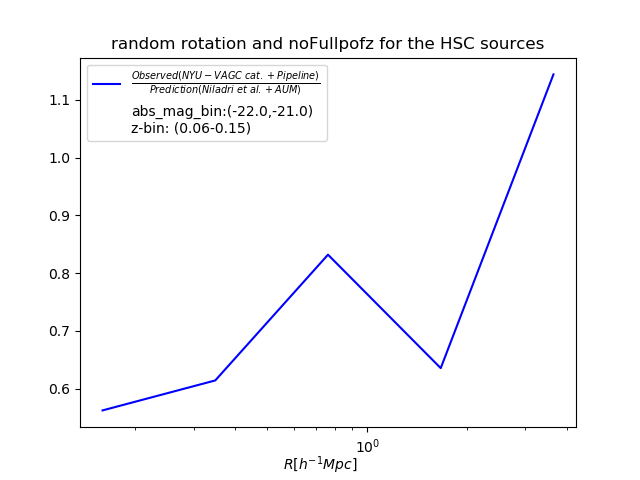 random rotation and noFullpofz for the HSC sources
Observed(NYU−VAGC cat. +Pipeline)
Prediction(Niladri et al. +AUM)
abs_mag_bin:(-22.0,-21.0)
z-bin: (0.06-0.15)
1.1
1.0
0.9
0.8
0.7
0.6
10⁰
R[h⁻¹Mpc]